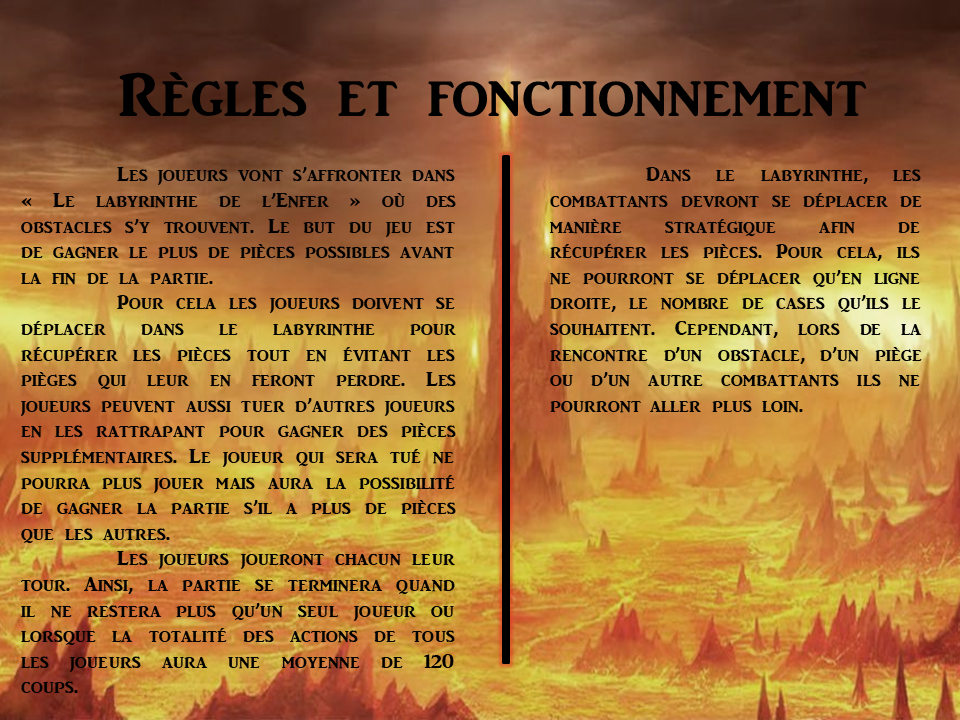 Règles et fonctionnement
Les joueurs vont s'affronter dans
« Le labyrinthe de l'Enfer » où des
obstacles s'y trouvent. Le but du jeu est
de gagner le plus de pièces possibles avant
la fin de la partie.
Pour cela les joueurs doivent se
déplacer dans le labyrinthe pour
récupérer les pièces tout en évitant les
pièges qui leur en feront perdre. Les
joueurs peuvent aussi tuer d'autres joueurs
en les rattrapant pour gagner des pièces
supplémentaires. Le joueur qui sera tué ne
pourra plus jouer mais aura la possibilité
de gagner la partie s'il a plus de pièces
que les autres.
Les joueurs joueront chacun leur
tour. Ainsi, la partie se terminera quand
il ne restera plus qu'un seul joueur ou
lorsque la totalité des actions de tous
les joueurs aura une moyenne de 120
coups.
Dans le labyrinthe, les
combattants devront se déplacer de
manière stratégique afin de
récupérer les pièces. Pour cela, ils
ne pourront se déplacer qu'en ligne
droite, le nombre de cases qu'ils le
souhaitent. Cependant, lors de la
rencontre d'un obstacle, d'un piège
ou d'un autre combattants ils ne
pourront aller plus loin.